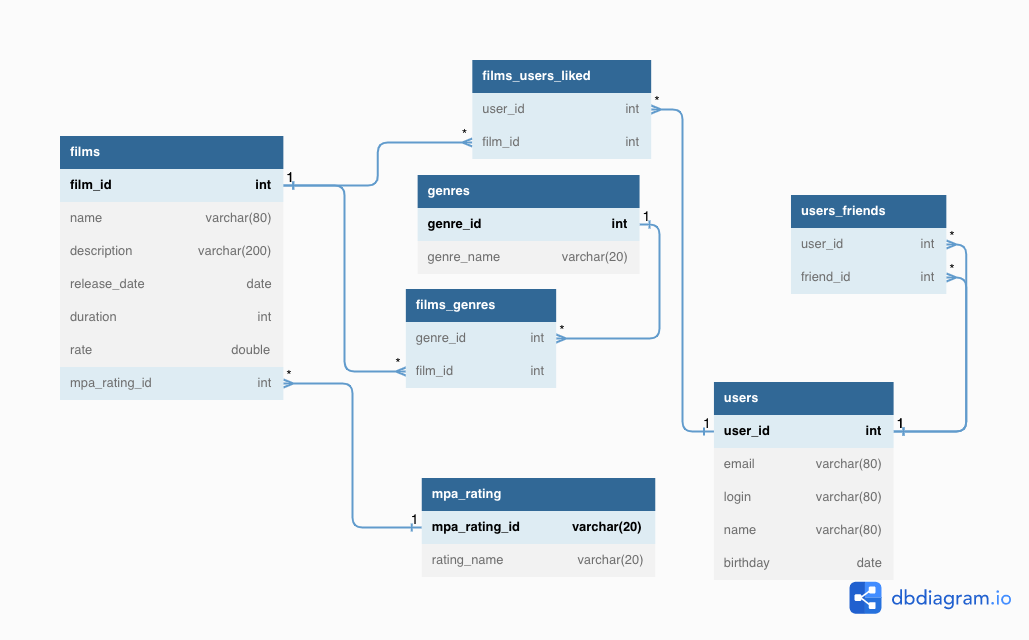 films
film_id int
name varchar(80)
description varchar(200)
release_date date
duration int
rate double
mpa_rating_id int
1
*
films_users_liked
user_id int
film_id int
*
*
genres
genre_id int
genre_name varchar(20)
1
films_genres
genre_id int
film_id int
*
*
mpa_rating
mpa_rating_id varchar(20)
rating_name varchar(20)
1
users_friends
user_id int
friend_id int
*
*
users
user_id int
email varchar(80)
login varchar(80)
name varchar(80)
birthday date
1
1
dbdiagram.io